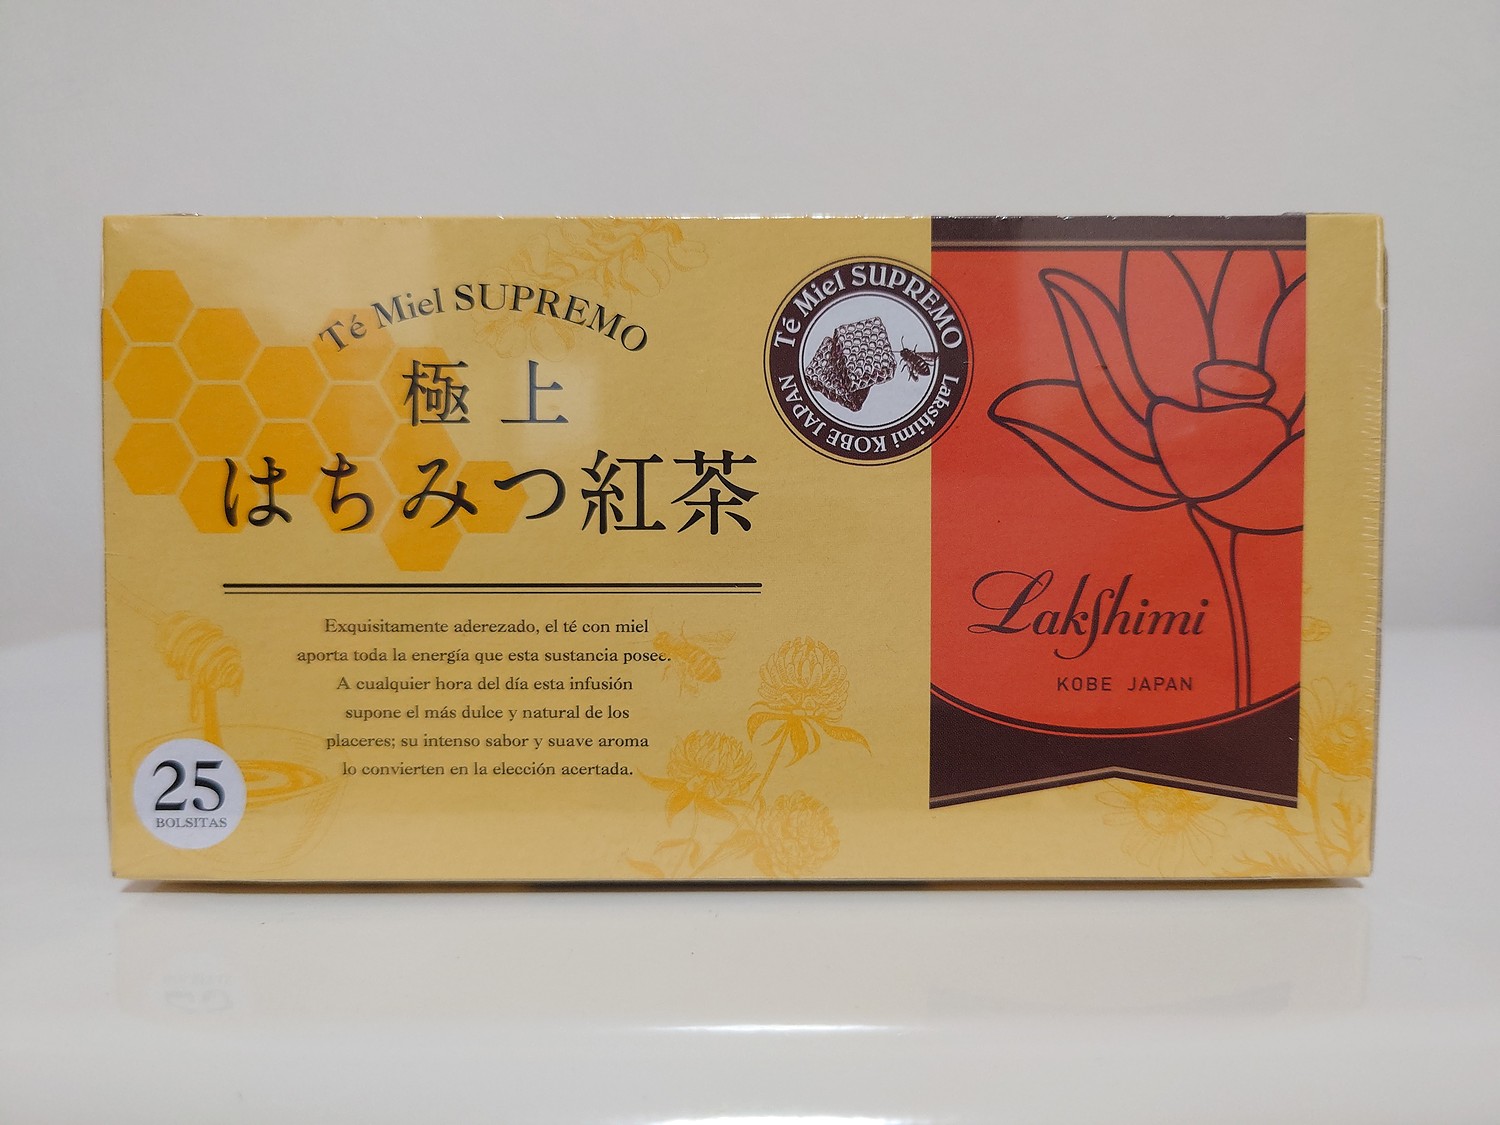 Té Miel SUPREMO
極上
はちみつ紅茶
Exquisitamente aderezado, el té con miel
aporta toda la energía que esta sustancia posee.
A cualquier hora del día esta infusión
supone el más dulce y natural de los
placeres; su intenso sabor y suave aroma
lo convierten en la elección acertada.
25
BOLSITAS
Té Miel SUPREMO
Lakshimi KOBE JAPAN
Lakshimi
KOBE JAPAN